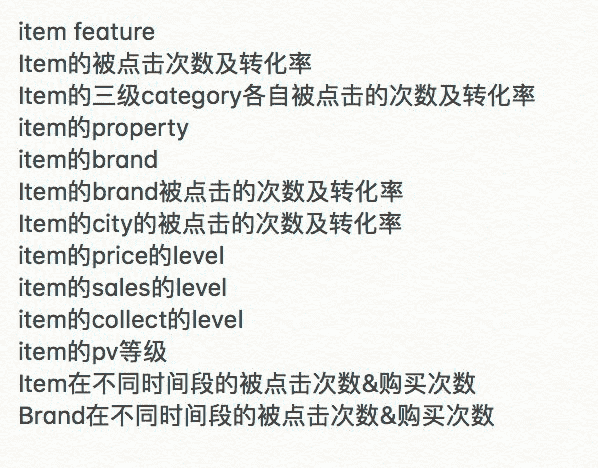 item feature
Item的被点击次数及转化率
Item的三级category各自被点击的次数及转化率
item的property
item的brand
Item的brand被点击的次数及转化率
Item的city的被点击的次数及转化率
item的price的level
item的sales的level
item的collect的level
item的pv等级
Item在不同时间段的被点击次数&购买次数
Brand在不同时间段的被点击次数&购买次数